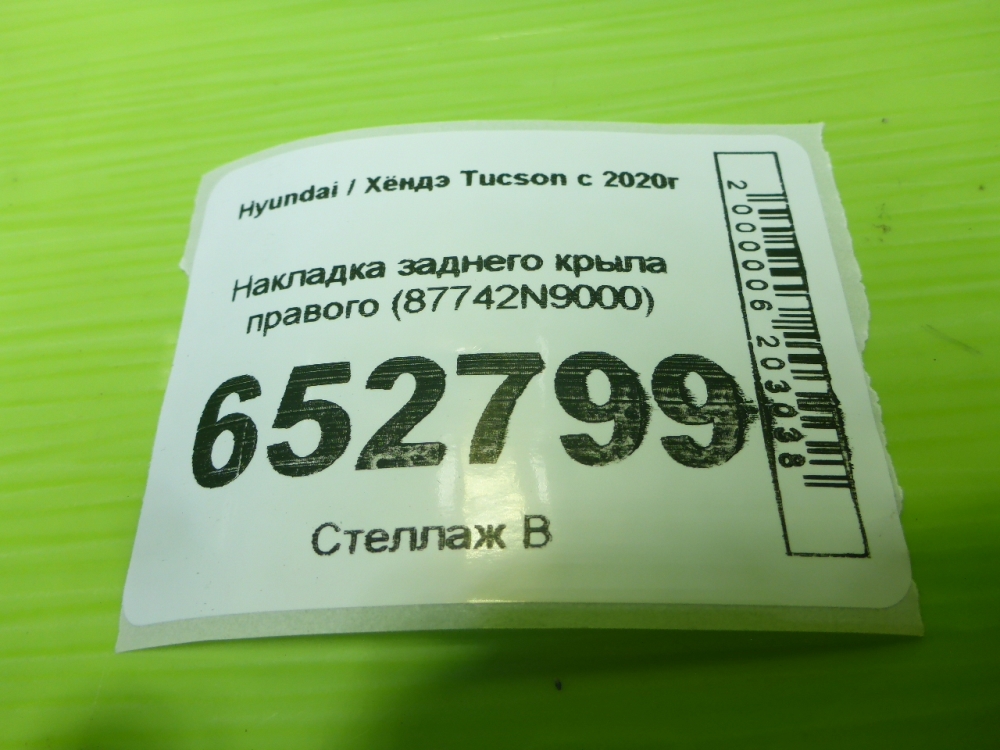 Hyundai / Хёндэ Tucson с 2020г
Накладка заднего крыла
правого (87742N9000)
652799
Стеллаж В
2000006203038